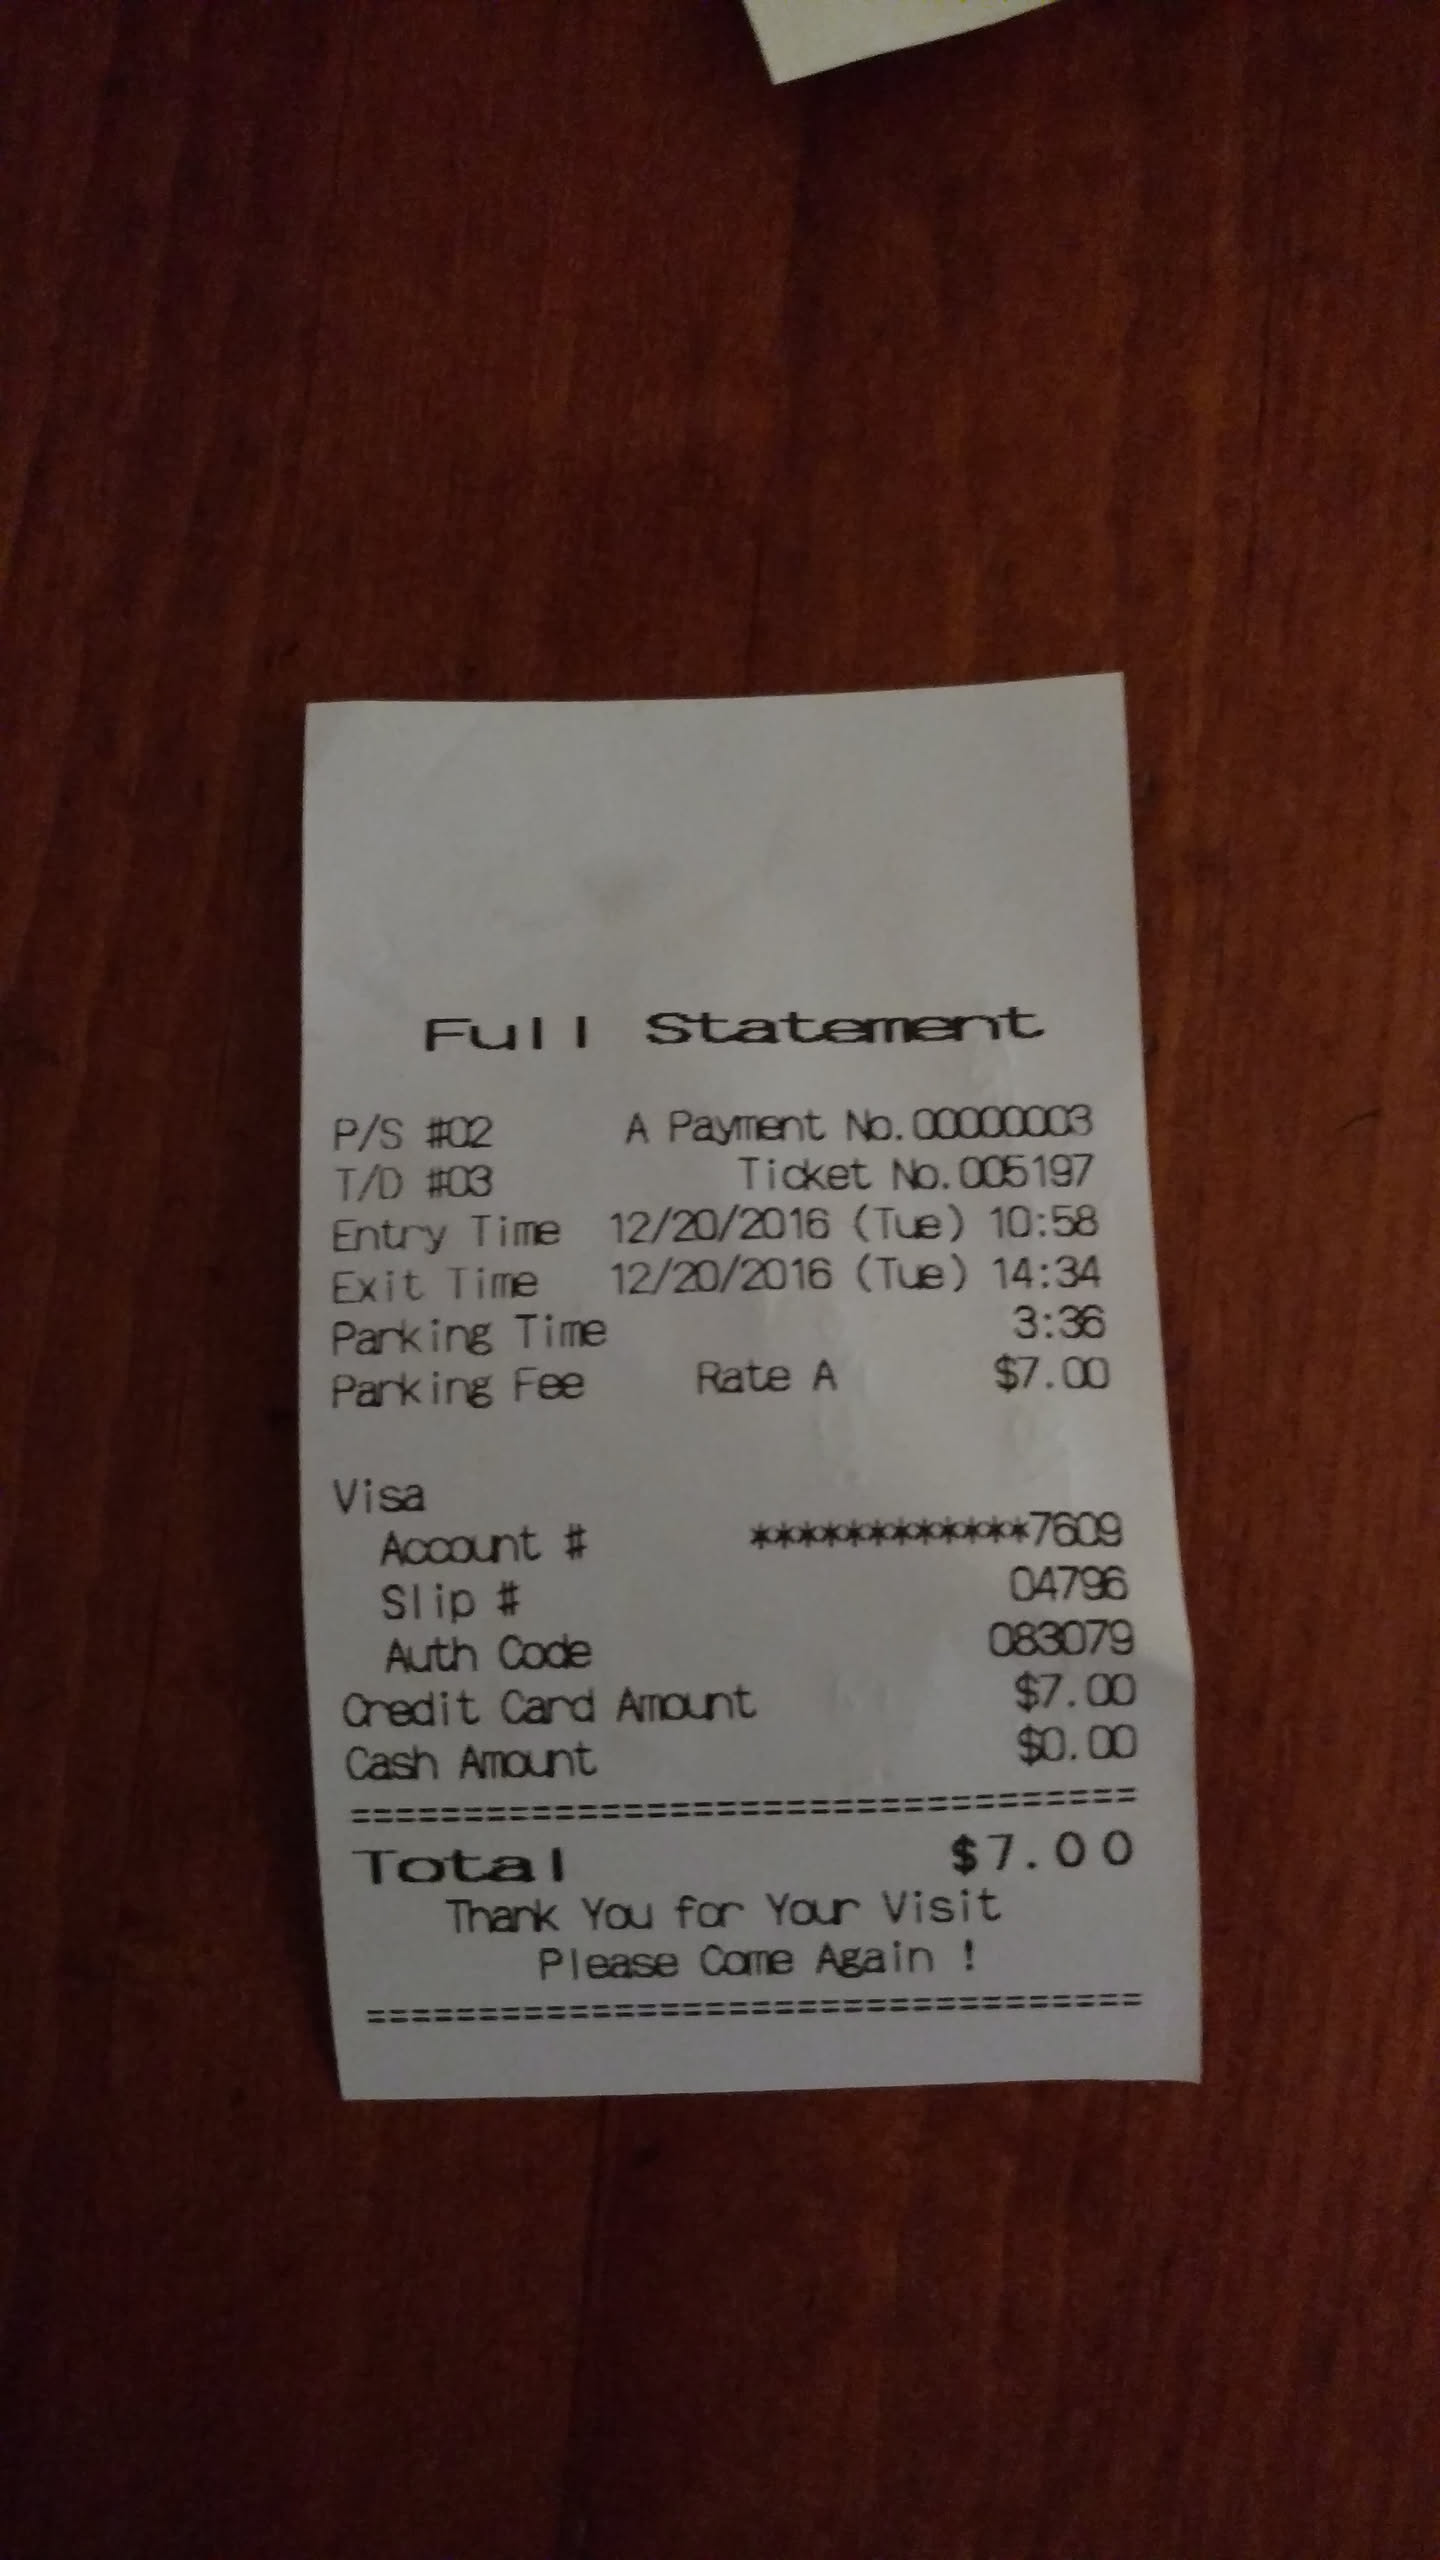 Full Statement
P/S #02 A Payment No.00000003
T/D #03 Ticket No.005197
Entry Time 12/20/2016 (Tue) 10:58
Exit Time 12/20/2016 (Tue) 14:34
Parking Time 3:36
Parking Fee Rate A $7.00
Visa
Account # ************7609
Slip # 04796
Auth Code 083079
Credit Card Amount $7.00
Cash Amount $0.00
==================================
Total $7.00
Thank You for Your Visit
Please Come Again !
==================================